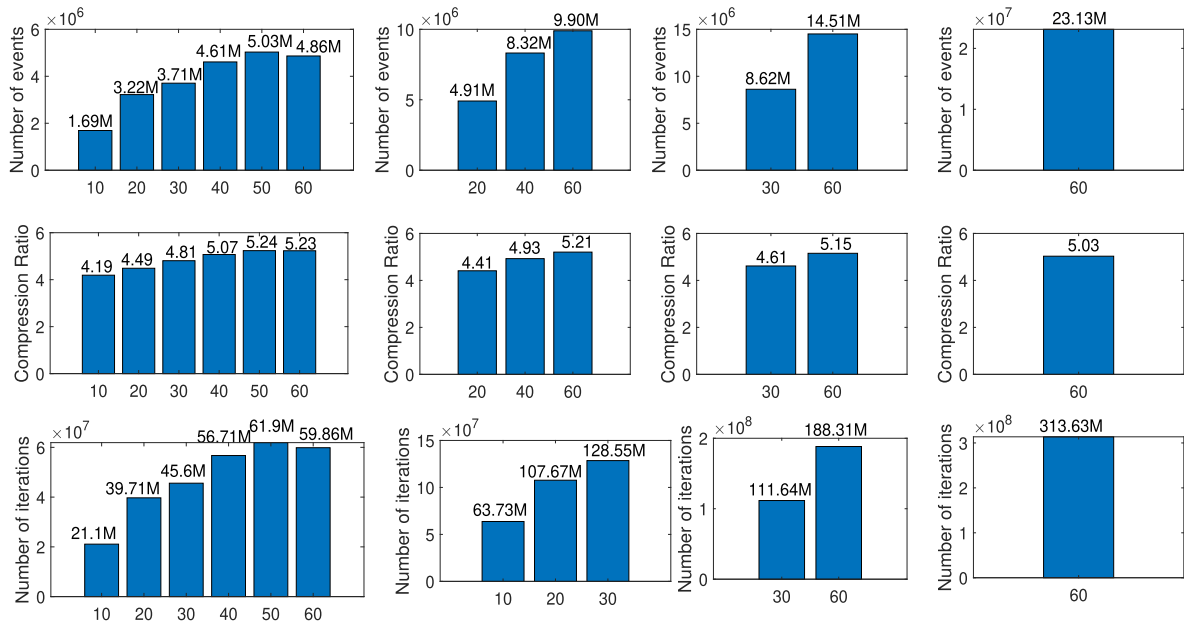 ×10^6
Number of events
6
4
2
0
1.69M
3.22M
3.71M
4.61M
5.03M
4.86M
10 20 30 40 50 60
×10^6
Number of events
10
5
0
4.91M
8.32M
9.90M
20 40 60
×10^6
Number of events
15
10
5
0
8.62M
14.51M
30 60
×10^7
Number of events
2
1
0
23.13M
60
Compression Ratio
6
4
2
0
4.19
4.49
4.81
5.07
5.24
5.23
10 20 30 40 50 60
Compression Ratio
6
4
2
0
4.41
4.93
5.21
20 40 60
Compression Ratio
6
4
2
0
4.61
5.15
30 60
Compression Ratio
6
4
2
0
5.03
60
×10^7
Number of iterations
6
4
2
0
21.1M
39.71M
45.6M
56.71M
61.9M
59.86M
10 20 30 40 50 60
×10^7
Number of iterations
15
10
5
0
63.73M
107.67M
128.55M
10 20 30
×10^8
Number of iterations
2
1
0
111.64M
188.31M
30 60
×10^8
Number of iterations
3
2
1
0
313.63M
60